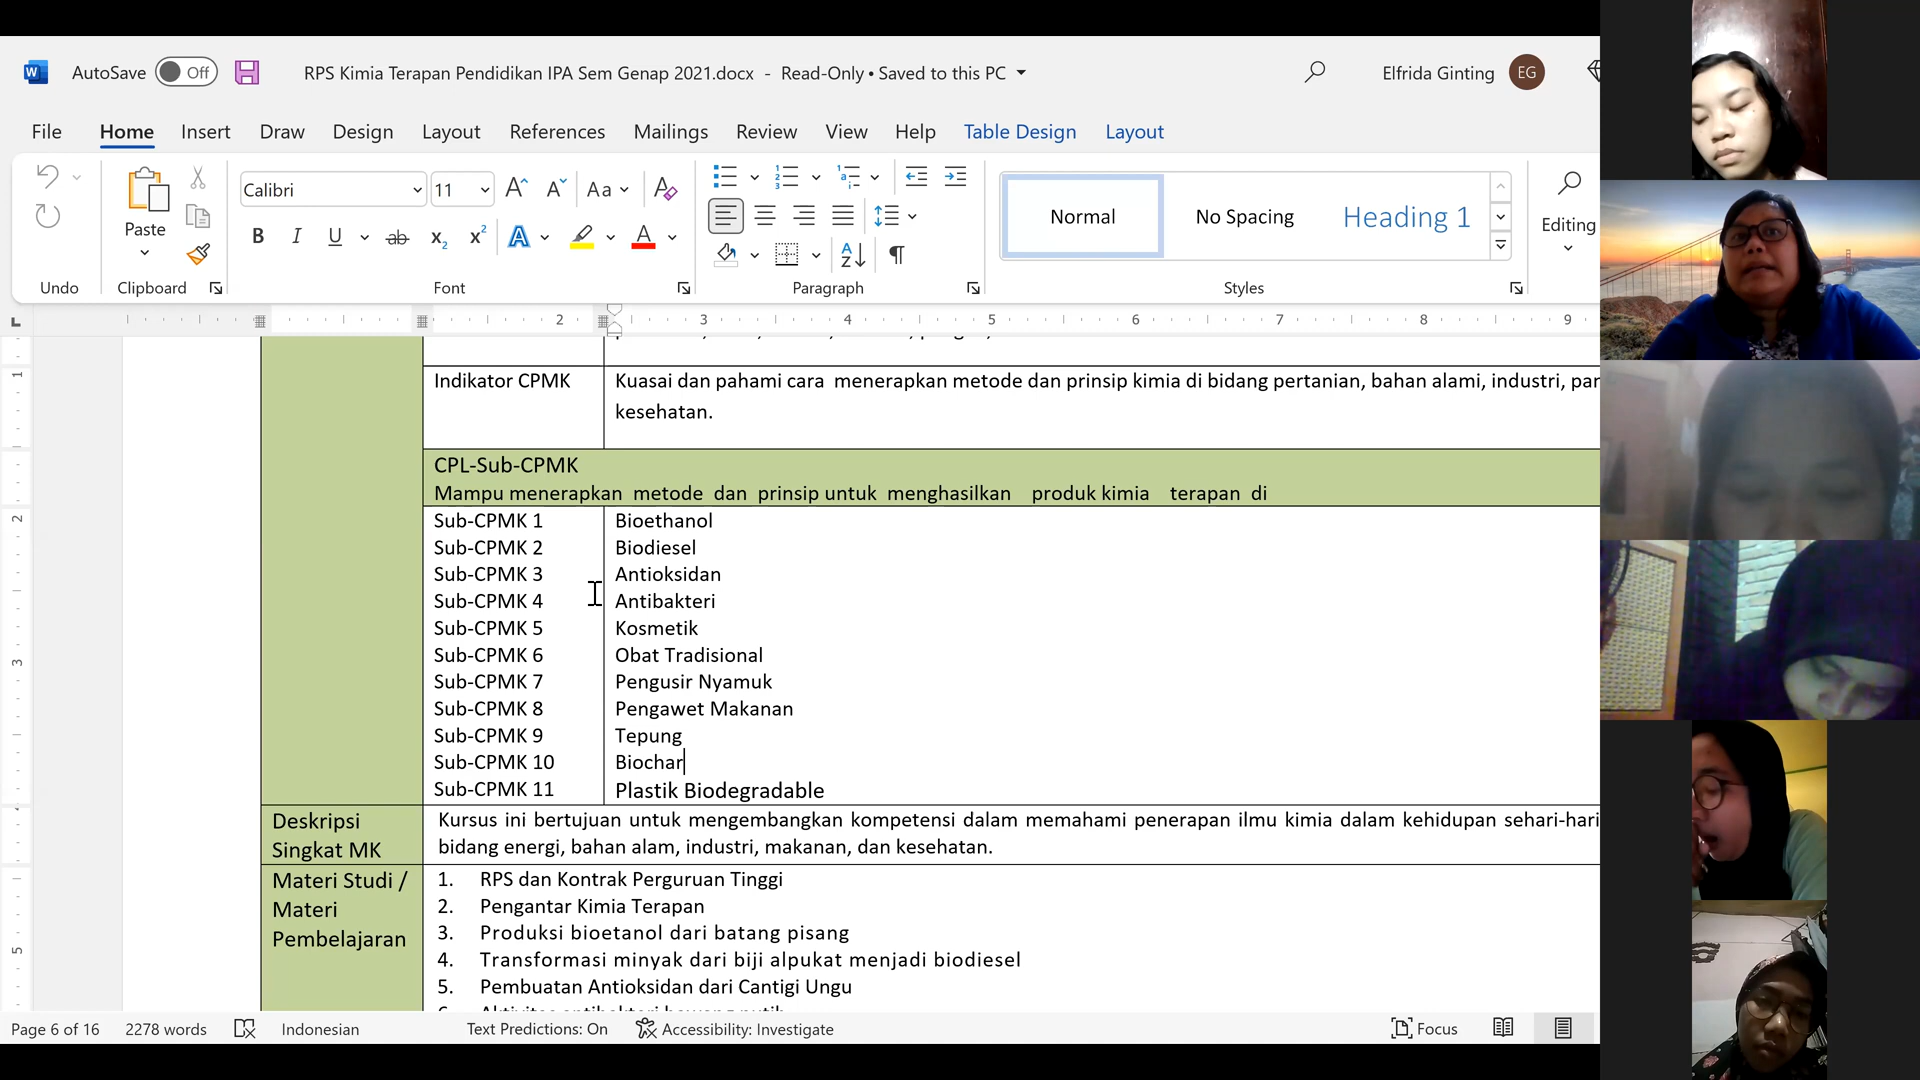 AutoSave Off RPS Kimia Terapan Pendidikan IPA Sem Genap 2021.docx - Read-Only • Saved to this PC Elfrida Ginting EG
File Home Insert Draw Design Layout References Mailings Review View Help Table Design Layout
Calibri 11
Paste
Normal No Spacing Heading 1
Editing
Undo Clipboard Font Paragraph Styles
2 3 4 5 6 7 8 9
Indikator CPMK
Kuasai dan pahami cara menerapkan metode dan prinsip kimia di bidang pertanian, bahan alami, industri,
kesehatan.
CPL-Sub-CPMK
Mampu menerapkan metode dan prinsip untuk menghasilkan produk kimia terapan di
Sub-CPMK 1 Bioethanol
Sub-CPMK 2 Biodiesel
Sub-CPMK 3 Antioksidan
Sub-CPMK 4 Antibakteri
Sub-CPMK 5 Kosmetik
Sub-CPMK 6 Obat Tradisional
Sub-CPMK 7 Pengusir Nyamuk
Sub-CPMK 8 Pengawet Makanan
Sub-CPMK 9 Tepung
Sub-CPMK 10 Biochar
Sub-CPMK 11 Plastik Biodegradable
Deskripsi
Singkat MK
Kursus ini bertujuan untuk mengembangkan kompetensi dalam memahami penerapan ilmu kimia dalam kehidupan sehari-hari
bidang energi, bahan alam, industri, makanan, dan kesehatan.
Materi Studi /
Materi
Pembelajaran
1. RPS dan Kontrak Perguruan Tinggi
2. Pengantar Kimia Terapan
3. Produksi bioetanol dari batang pisang
4. Transformasi minyak dari biji alpukat menjadi biodiesel
5. Pembuatan Antioksidan dari Cantigi Ungu
Page 6 of 16 2278 words Indonesian Text Predictions: On Accessibility: Investigate Focus